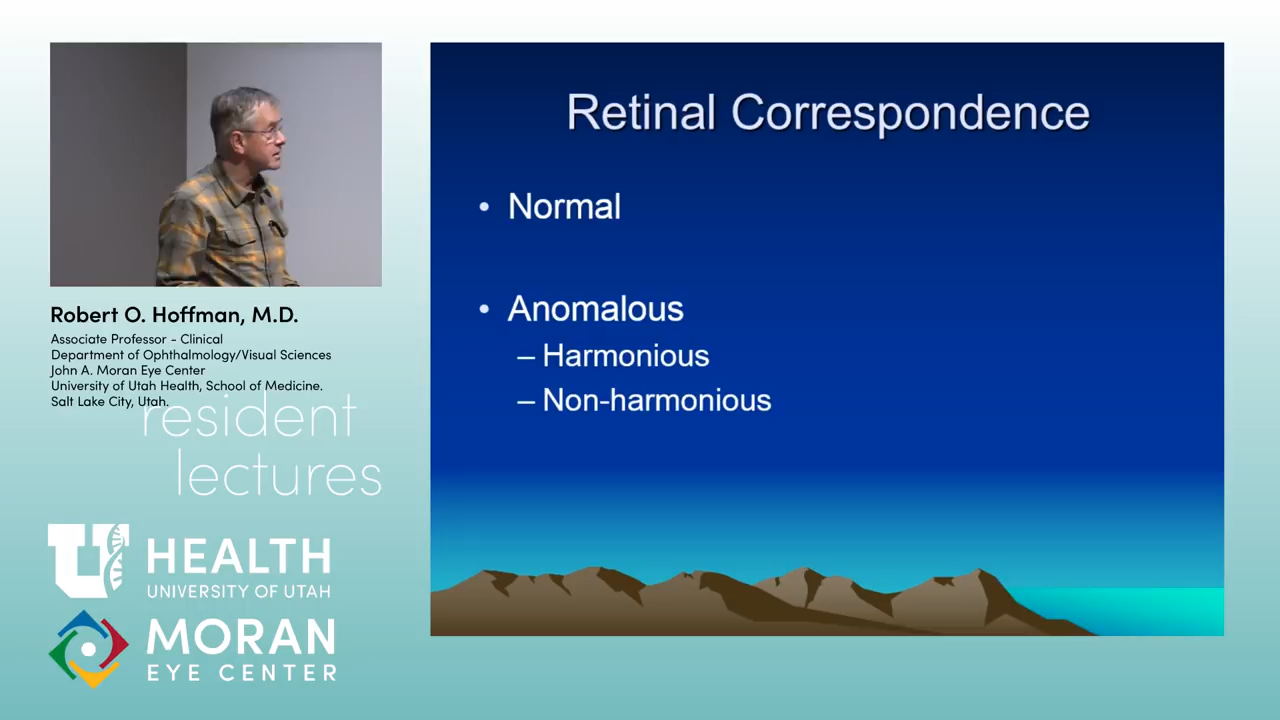 Retinal Correspondence
• Normal
• Anomalous
– Harmonious
– Non-harmonious
Robert O. Hoffman, M.D.
Associate Professor - Clinical
Department of Ophthalmology/Visual Sciences
John A. Moran Eye Center
University of Utah Health, School of Medicine.
Salt Lake City, Utah.
resident
lectures
U HEALTH
UNIVERSITY OF UTAH
MORAN
EYE CENTER